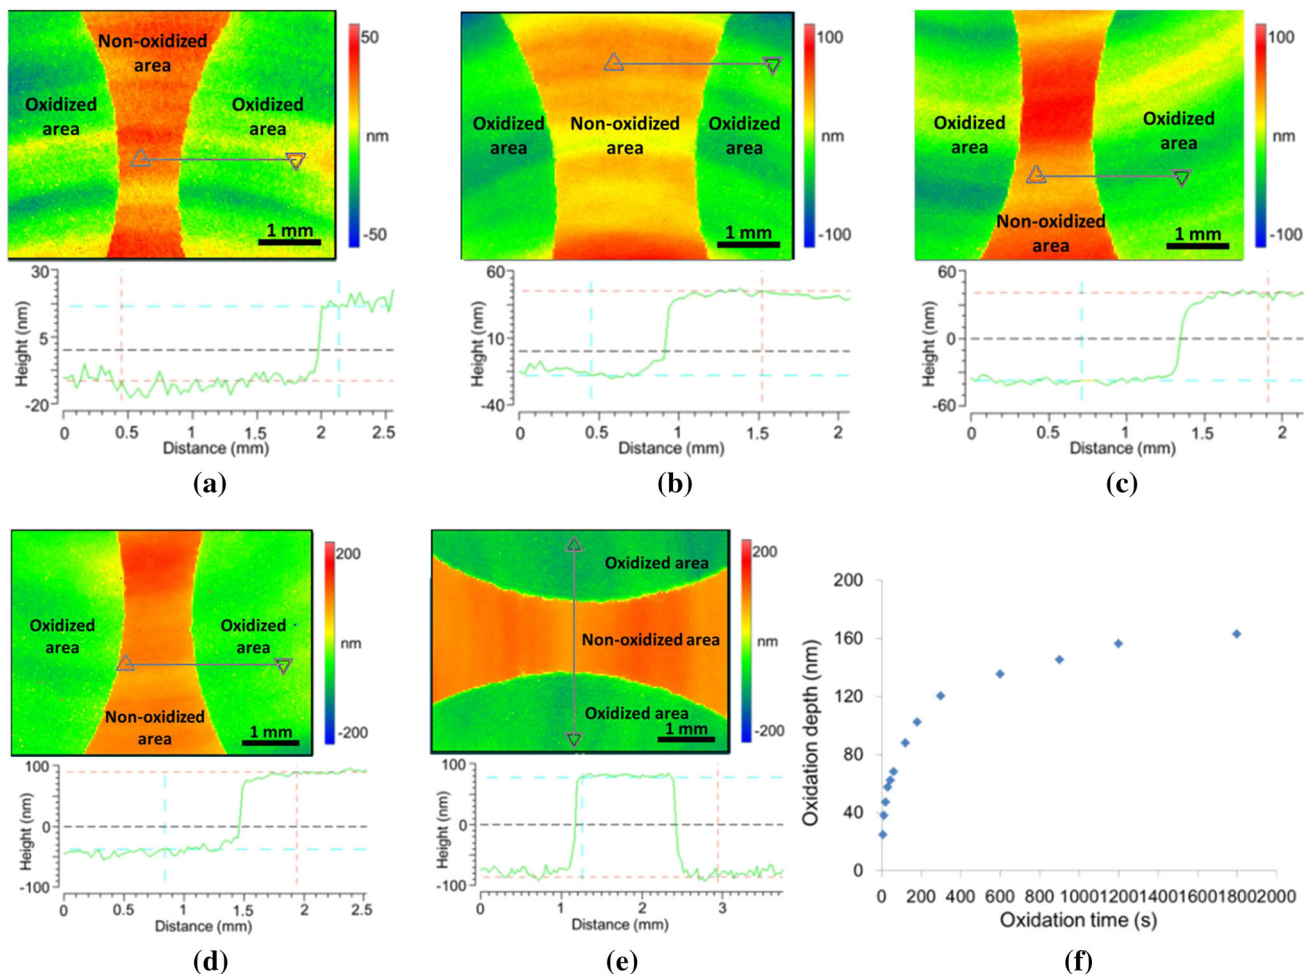 Non-oxidized
area
Oxidized
area
Oxidized
area
1 mm
50
nm
-50
30
5
-20
Height (nm)
0
0.5
1
1.5
2
2.5
Distance (mm)
(a)
Oxidized
area
Non-oxidized
area
Oxidized
area
1 mm
100
nm
-100
60
10
-40
Height (nm)
0
0.5
1
1.5
2
Distance (mm)
(b)
Oxidized
area
Oxidized
area
Non-oxidized
area
1 mm
100
nm
-100
60
0
-60
Height (nm)
0
0.5
1
1.5
2
Distance (mm)
(c)
Oxidized
area
Oxidized
area
Non-oxidized
area
1 mm
200
nm
-200
100
0
-100
Height (nm)
0
0.5
1
1.5
2
2.5
Distance (mm)
(d)
Oxidized area
Non-oxidized area
Oxidized area
1 mm
200
nm
-200
100
0
-100
Height (nm)
0
1
2
3
Distance (mm)
(e)
Oxidation depth (nm)
200
160
120
80
40
0
0 200 400 600 800 1000 1200 1400 1600 1800 2000
Oxidation time (s)
(f)